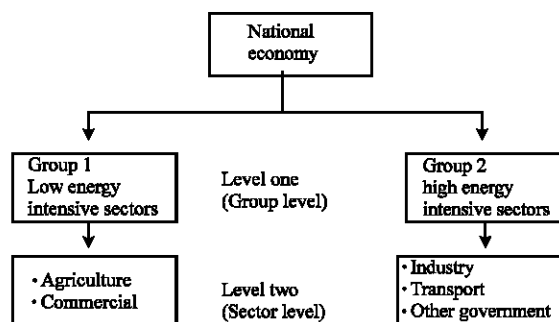 National
economy
Group 1
Low energy
intensive sectors
Level one
(Group level)
Group 2
high energy
intensive sectors
· Agriculture
· Commercial
Level two
(Sector level)
· Industry
· Transport
· Other government